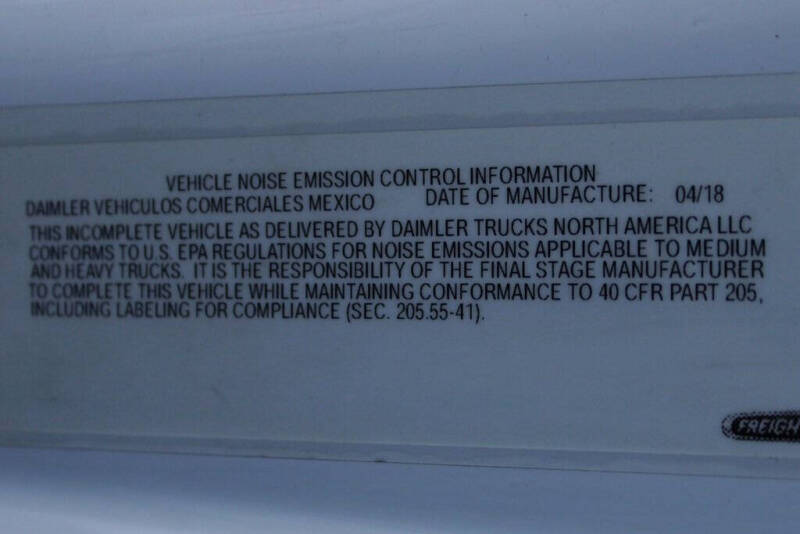 VEHICLE NOISE EMISSION CONTROL INFORMATION
DAIMLER VEHICULOS COMERCIALES MEXICO DATE OF MANUFACTURE: 04/18
THIS INCOMPLETE VEHICLE AS DELIVERED BY DAIMLER TRUCKS NORTH AMERICA LLC
CONFORMS TO U.S. EPA REGULATIONS FOR NOISE EMISSIONS APPLICABLE TO MEDIUM
AND HEAVY TRUCKS. IT IS THE RESPONSIBILITY OF THE FINAL STAGE MANUFACTURER
TO COMPLETE THIS VEHICLE WHILE MAINTAINING CONFORMANCE TO 40 CFR PART 205,
INCLUDING LABELING FOR COMPLIANCE (SEC. 205.55-41).
FREIGH